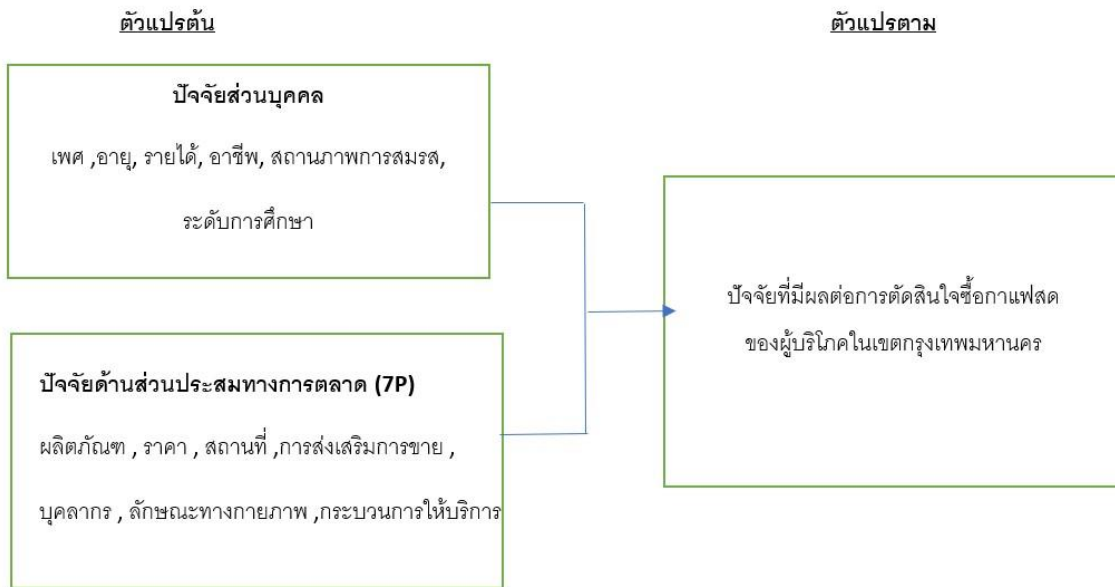 ตัวแปรต้น
ตัวแปรตาม
ปัจจัยส่วนบุคคล
เพศ ,อายุ, รายได้, อาชีพ, สถานภาพการสมรส,
ระดับการศึกษา
ปัจจัยด้านส่วนประสมทางการตลาด (7P)
ผลิตภัณฑ , ราคา , สถานที่ ,การส่งเสริมการขาย ,
บุคลากร , ลักษณะทางกายภาพ ,กระบวนการให้บริการ
ปัจจัยที่มีผลต่อการตัดสินใจซื้อกาแฟสด
ของผู้บริโภคในเขตกรุงเทพมหานคร